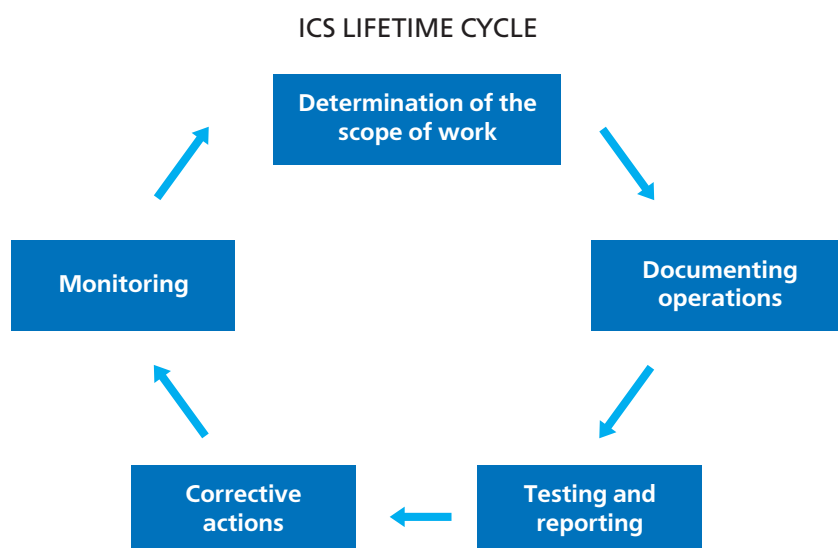 ICS LIFETIME CYCLE
Determination of the
scope of work
Documenting
operations
Testing and
reporting
Corrective
actions
Monitoring